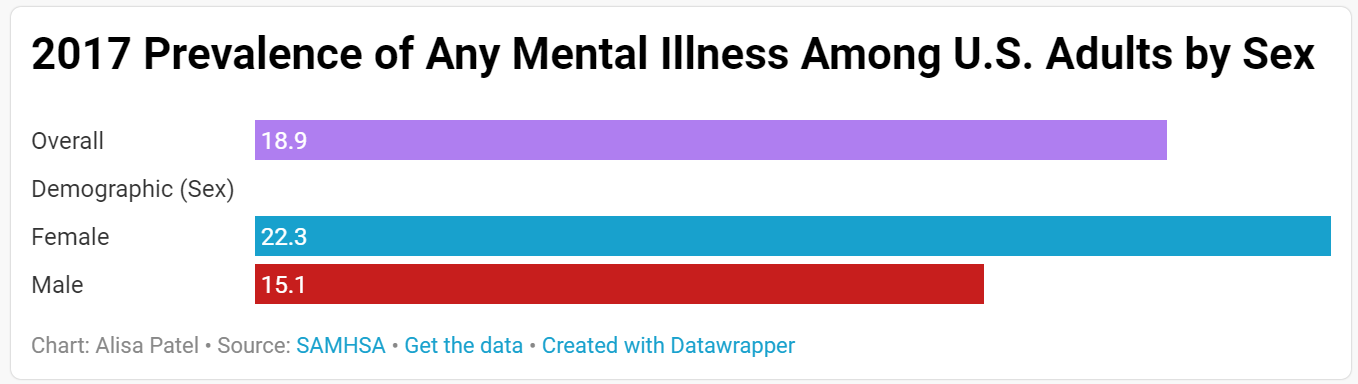 2017 Prevalence of Any Mental Illness Among U.S. Adults by Sex
Overall 18.9
Demographic (Sex)
Female 22.3
Male 15.1
Chart: Alisa Patel • Source: SAMHSA • Get the data • Created with Datawrapper